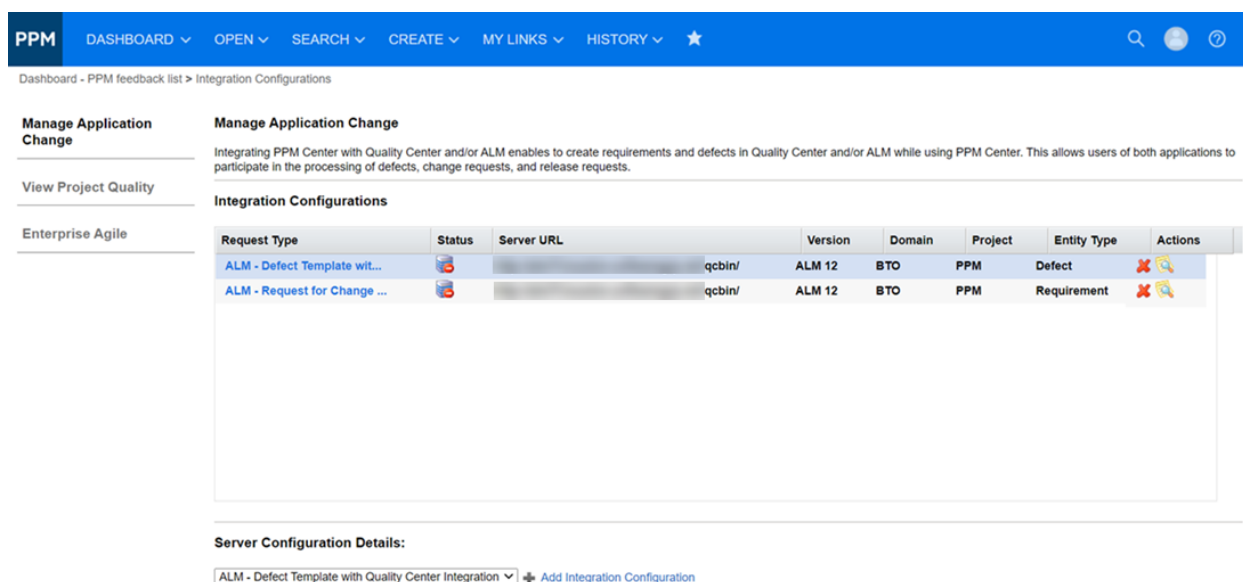 PPM DASHBOARD OPEN SEARCH CREATE MY LINKS HISTORY
Dashboard - PPM feedback list > Integration Configurations
Manage Application
Change
View Project Quality
Enterprise Agile
Manage Application Change
Integrating PPM Center with Quality Center and/or ALM enables to create requirements and defects in Quality Center and/or ALM while using PPM Center. This allows users of both applications to
participate in the processing of defects, change requests, and release requests.
Integration Configurations
Request Type Status Server URL Version Domain Project Entity Type Actions
ALM - Defect Template wit... qcbin/ ALM 12 BTO PPM Defect
ALM - Request for Change ... qcbin/ ALM 12 BTO PPM Requirement
Server Configuration Details:
ALM - Defect Template with Quality Center Integration Add Integration Configuration